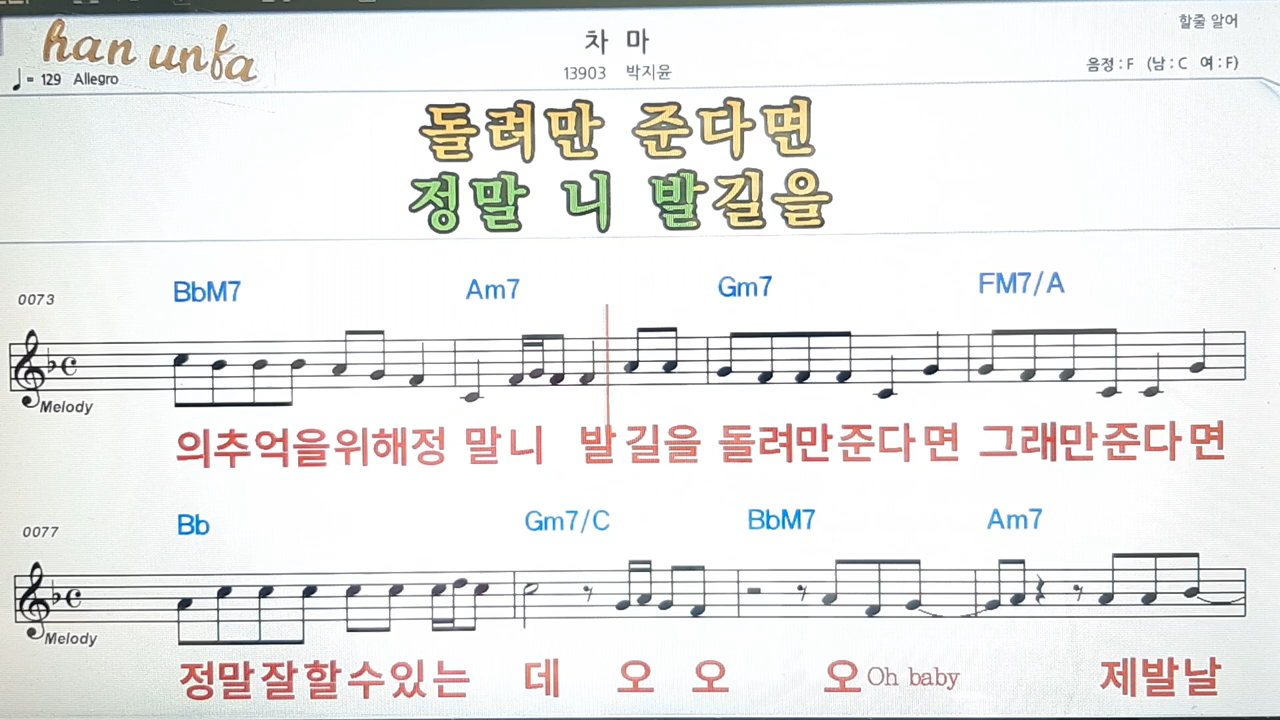 han unfa
차 마
할줄 알어
♩= 129 Allegro
13903 박지윤
음정 : F (남 : C 여 : F)
돌려만 준다면
정말 니 발길을
0073 BbM7 Am7 Gm7 FM7/A
Melody
의추억을위해정 말니 발길을 돌려만준다면 그래만준다면
0077 Bb Gm7/C BbM7 Am7
Melody
정말잘할수있는 데 오 오 오 Oh baby 제발날